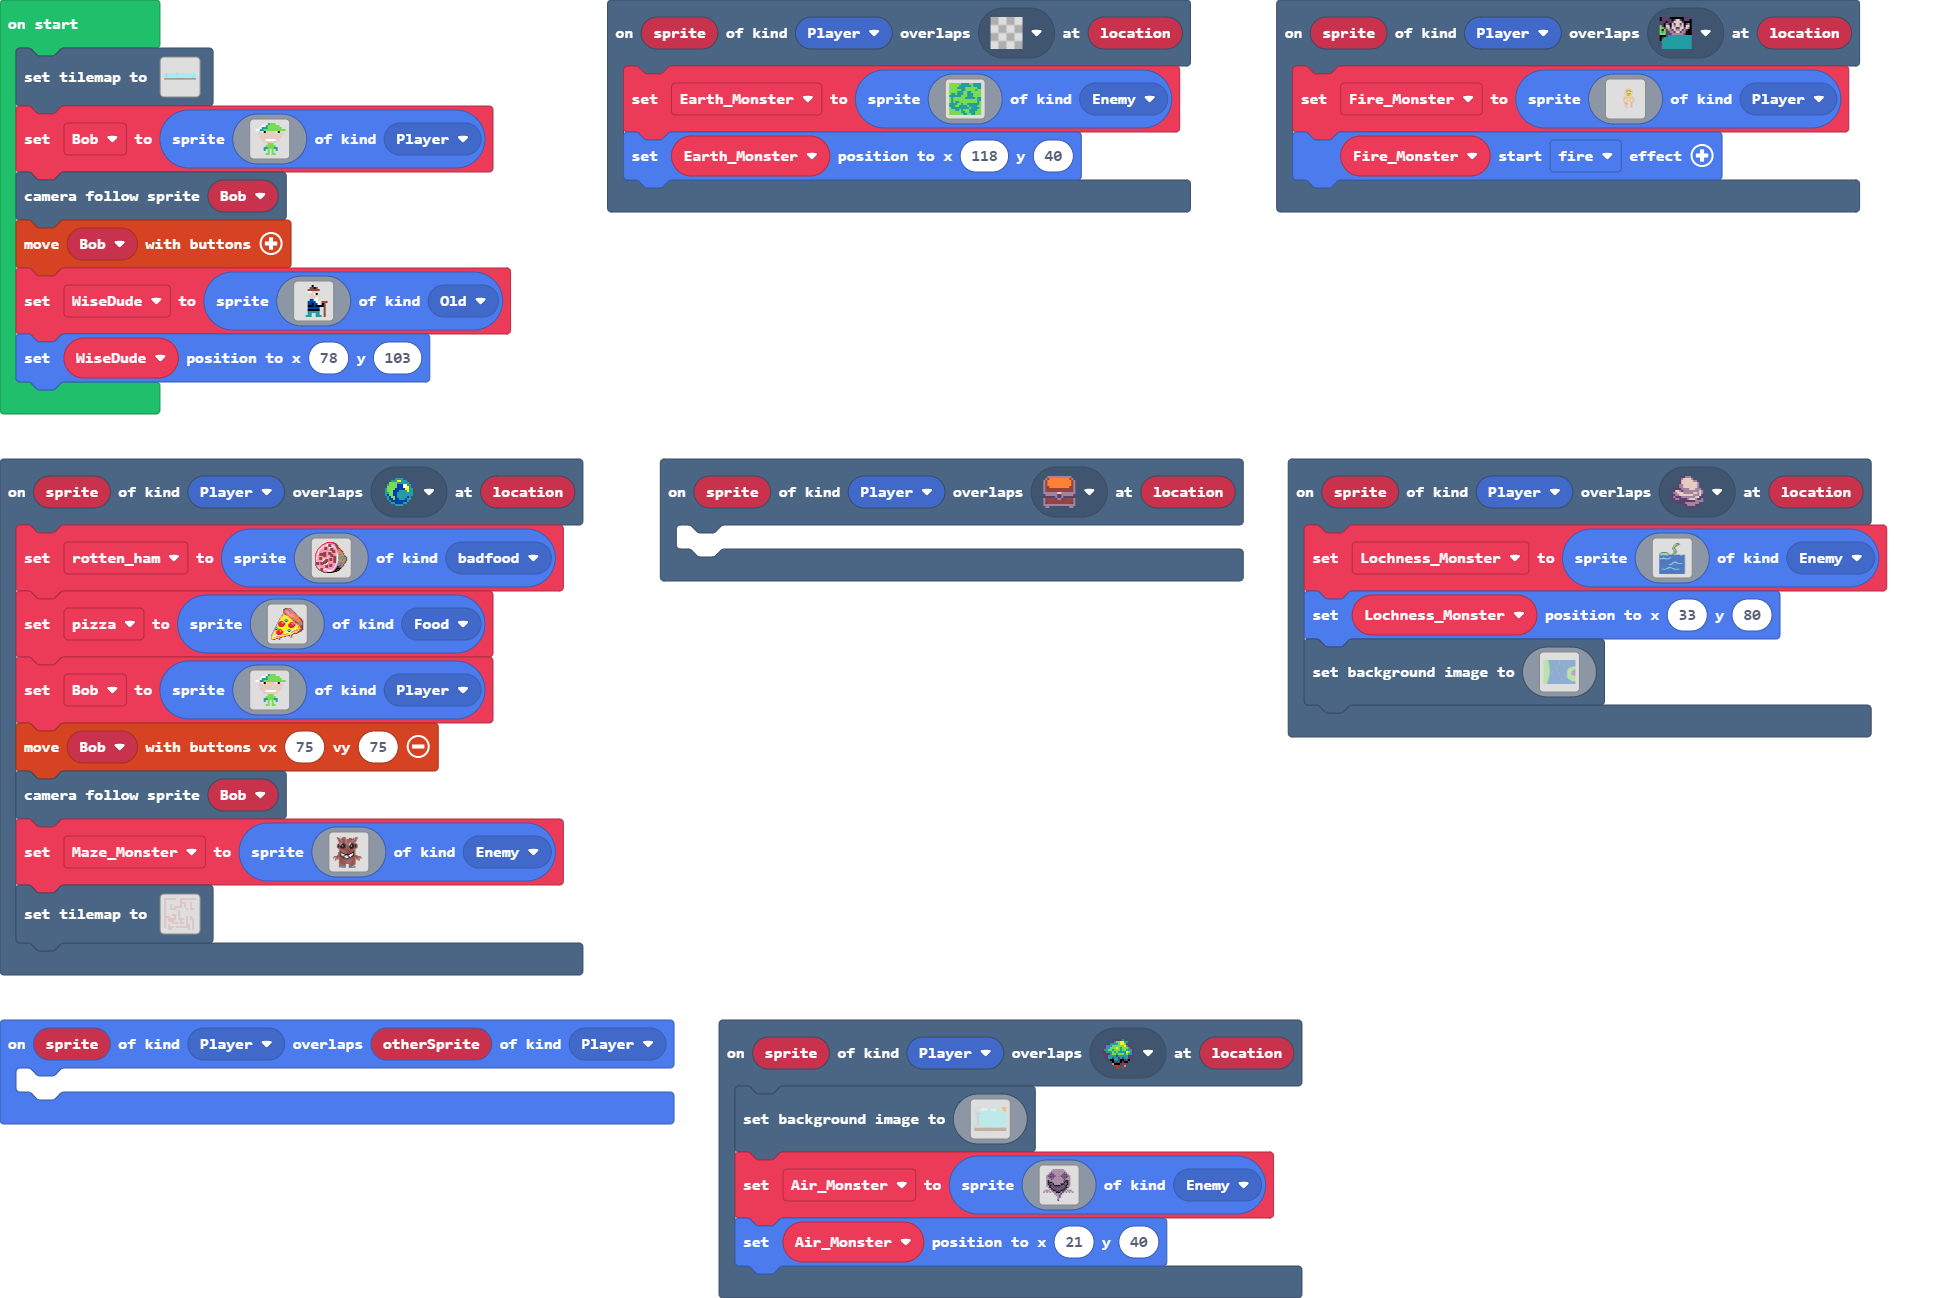 on start
set tilemap to
set Bob to sprite of kind Player
camera follow sprite Bob
move Bob with buttons
set WiseDude to sprite of kind Old
set WiseDude position to x 78 y 103
on sprite of kind Player overlaps at location
set Earth_Monster to sprite of kind Enemy
set Earth_Monster position to x 118 y 40
on sprite of kind Player overlaps at location
set Fire_Monster to sprite of kind Player
Fire_Monster start fire effect
on sprite of kind Player overlaps at location
set rotten_ham to sprite of kind badfood
set pizza to sprite of kind Food
set Bob to sprite of kind Player
move Bob with buttons vx 75 vy 75
camera follow sprite Bob
set Maze_Monster to sprite of kind Enemy
set tilemap to
on sprite of kind Player overlaps at location
on sprite of kind Player overlaps at location
set Lochness_Monster to sprite of kind Enemy
set Lochness_Monster position to x 33 y 80
set background image to
on sprite of kind Player overlaps otherSprite of kind Player
on sprite of kind Player overlaps at location
set background image to
set Air_Monster to sprite of kind Enemy
set Air_Monster position to x 21 y 40